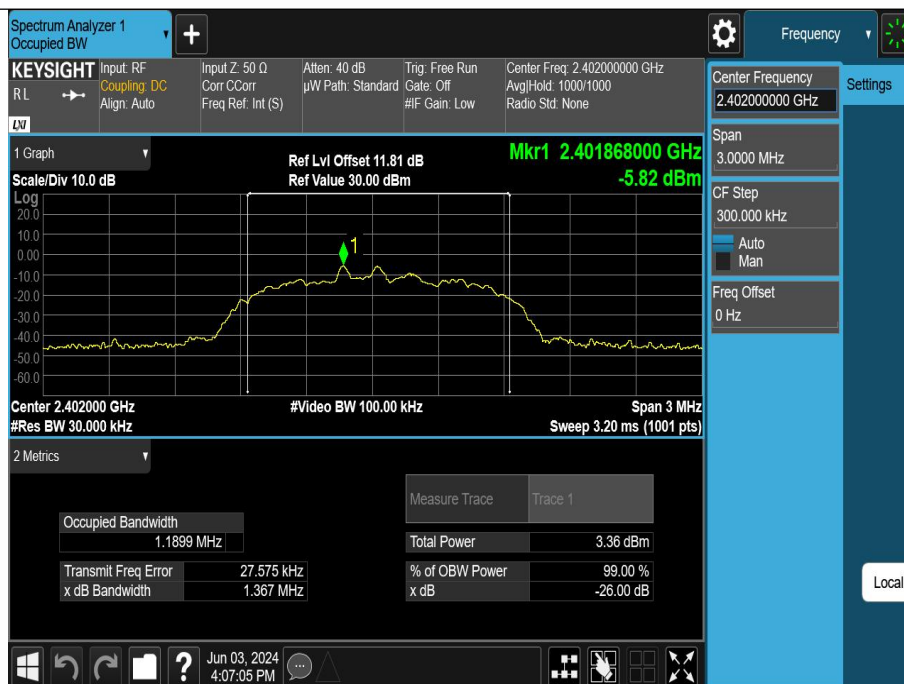 Spectrum Analyzer 1
Occupied BW
Frequency
KEYSIGHT
RL
LXI
Input: RF
Coupling: DC
Align: Auto
Input Z: 50 Ω
Corr CCorr
Freq Ref: Int (S)
Atten: 40 dB
µW Path: Standard
Trig: Free Run
Gate: Off
#IF Gain: Low
Center Freq: 2.402000000 GHz
Avg|Hold: 1000/1000
Radio Std: None
Center Frequency
2.402000000 GHz
Settings
Span
3.0000 MHz
CF Step
300.000 kHz
Auto
Man
Freq Offset
0 Hz
Local
1 Graph
Scale/Div 10.0 dB
Ref Lvl Offset 11.81 dB
Ref Value 30.00 dBm
Mkr1 2.401868000 GHz
-5.82 dBm
Log
20.0
10.0
0.00
-10.0
-20.0
-30.0
-40.0
-50.0
-60.0
1
Center 2.402000 GHz
#Res BW 30.000 kHz
#Video BW 100.00 kHz
Span 3 MHz
Sweep 3.20 ms (1001 pts)
2 Metrics
Measure Trace Trace 1
Occupied Bandwidth
1.1899 MHz
Total Power 3.36 dBm
Transmit Freq Error 27.575 kHz
% of OBW Power 99.00 %
x dB Bandwidth 1.367 MHz
x dB -26.00 dB
?
Jun 03, 2024
4:07:05 PM